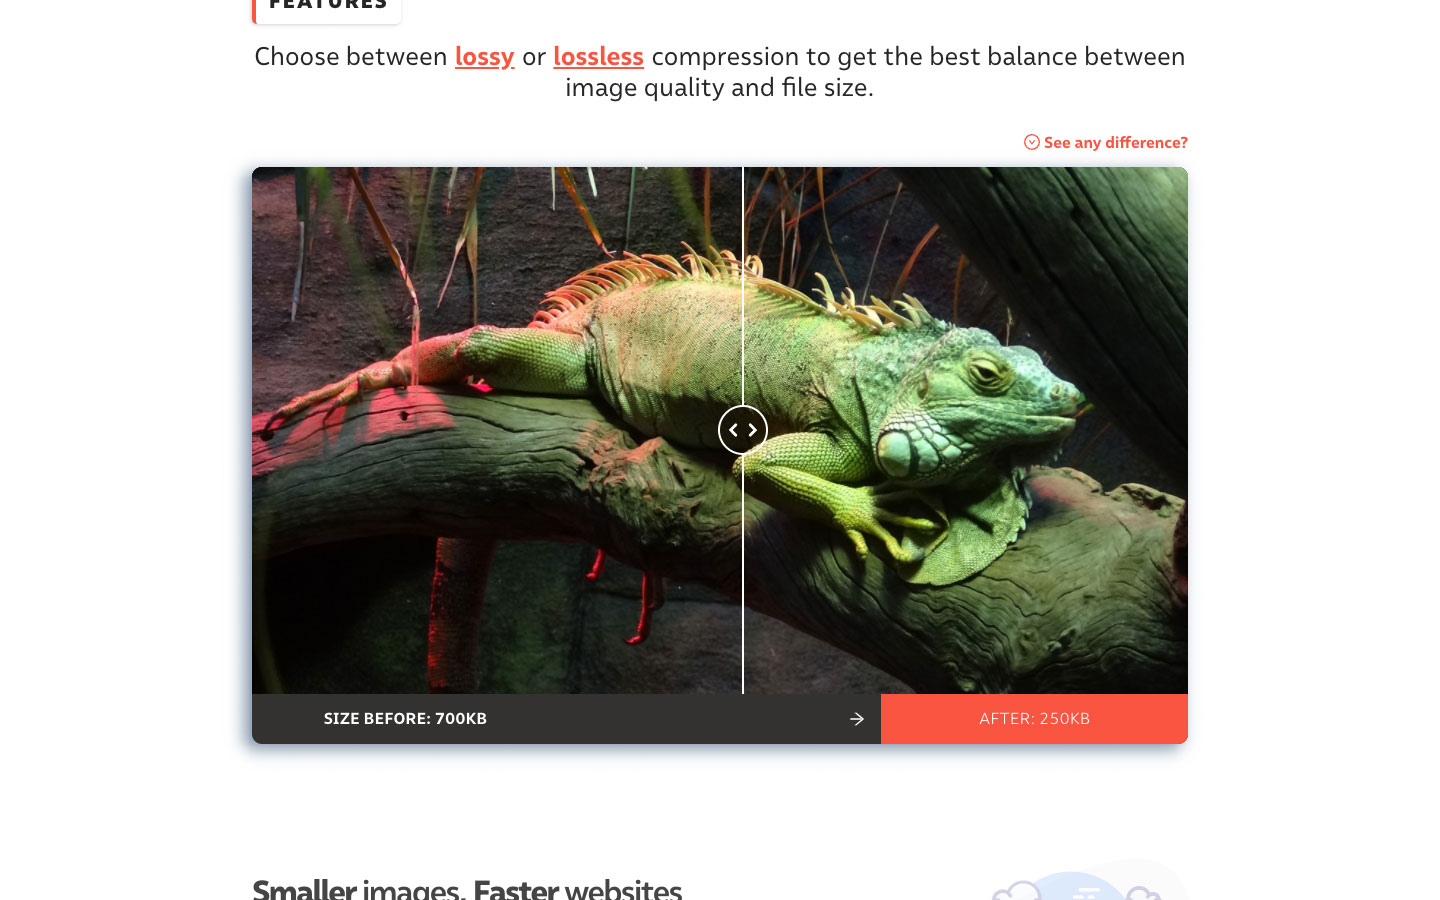 FEATURES
Choose between lossy or lossless compression to get the best balance between
image quality and file size.
See any difference?
SIZE BEFORE: 700KB
AFTER: 250KB
Smaller images. Faster websites